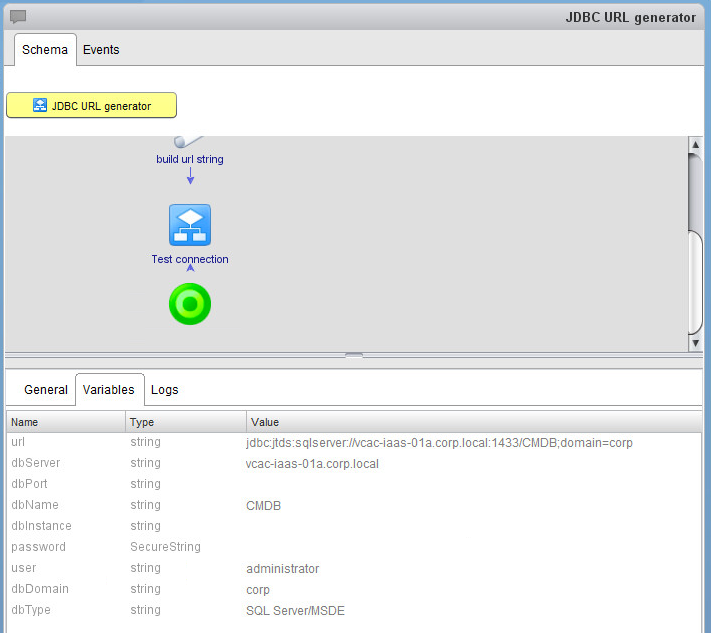 JDBC URL generator
Schema Events
JDBC URL generator
build url string
Test connection
General Variables Logs
Name Type Value
url string jdbc:jtds:sqlserver://vcac-iaas-01a.corp.local:1433/CMDB;domain=corp
dbServer string vcac-iaas-01a.corp.local
dbPort string
dbName string CMDB
dbInstance string
password SecureString
user string administrator
dbDomain string corp
dbType string SQL Server/MSDE